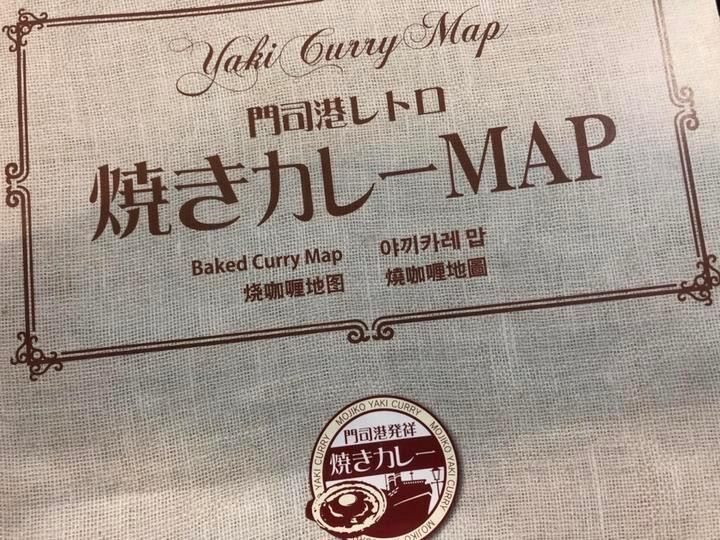 Yaki Curry Map
門司港レトロ
焼きカレーMAP
Baked Curry Map
야끼카레 맙
烧咖喱地图
燒咖喱地圖
MOJIKO YAKI CURRY MOJIKO YAKI CURRY
門司港発祥
焼きカレー